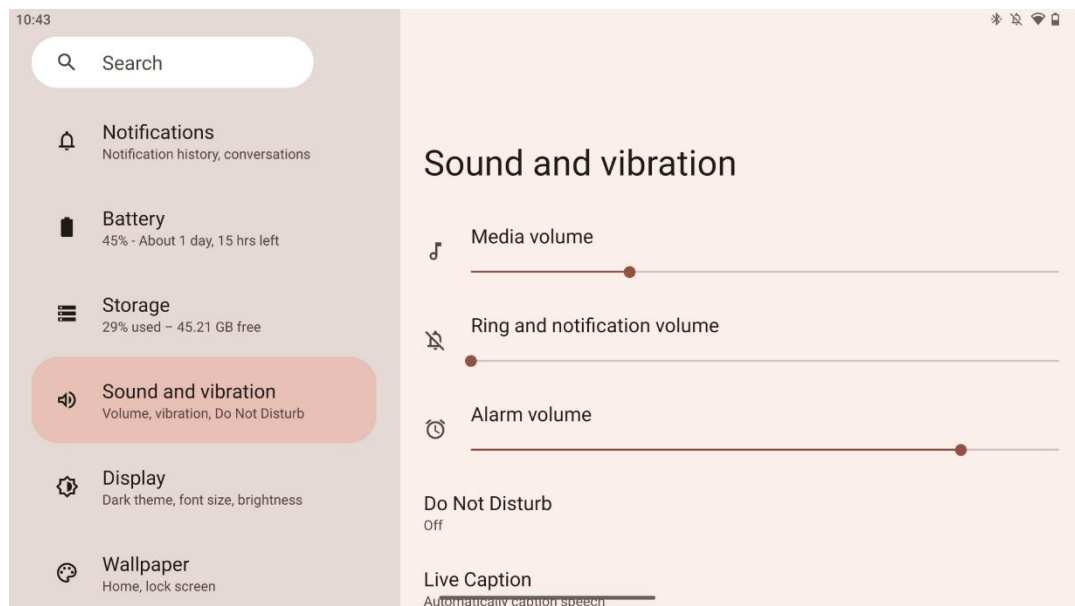 10:43
Search
Notifications
Notification history, conversations
Battery
45% - About 1 day, 15 hrs left
Storage
29% used – 45.21 GB free
Sound and vibration
Volume, vibration, Do Not Disturb
Display
Dark theme, font size, brightness
Wallpaper
Home, lock screen
Sound and vibration
Media volume
Ring and notification volume
Alarm volume
Do Not Disturb
Off
Live Caption
Automatically caption speech